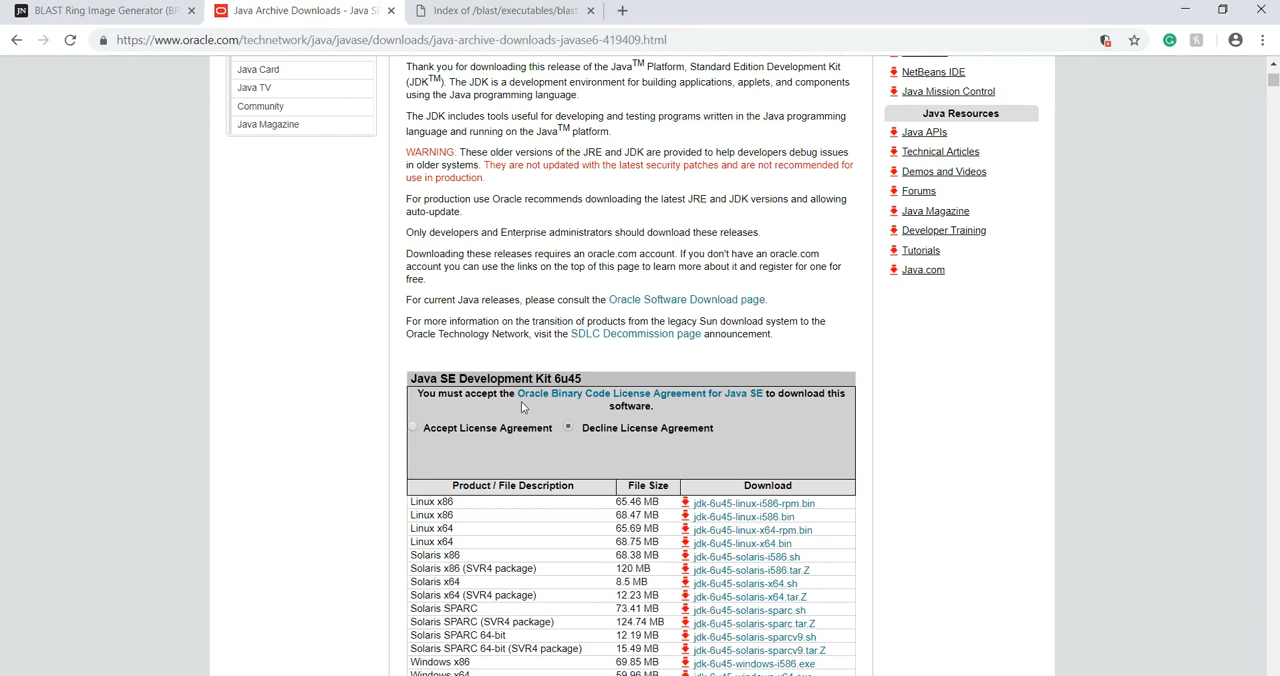 BLAST Ring Image Generator (BR
Java Archive Downloads - Java SE
Index of /blast/executables/blast
https://www.oracle.com/technetwork/java/javase/downloads/java-archive-downloads-javase6-419409.html
Java Card
Java TV
Community
Java Magazine
Thank you for downloading this release of the Java™ Platform, Standard Edition Development Kit
(JDK™). The JDK is a development environment for building applications, applets, and components
using the Java programming language.
The JDK includes tools useful for developing and testing programs written in the Java programming
language and running on the Java™ platform.
WARNING: These older versions of the JRE and JDK are provided to help developers debug issues
in older systems. They are not updated with the latest security patches and are not recommended for
use in production.
For production use Oracle recommends downloading the latest JRE and JDK versions and allowing
auto-update.
Only developers and Enterprise administrators should download these releases.
Downloading these releases requires an oracle.com account. If you don't have an oracle.com
account you can use the links on the top of this page to learn more about it and register for one for
free.
For current Java releases, please consult the Oracle Software Download page.
For more information on the transition of products from the legacy Sun download system to the
Oracle Technology Network, visit the SDLC Decommission page announcement.
Java SE Development Kit 6u45
You must accept the Oracle Binary Code License Agreement for Java SE to download this
software.
Accept License Agreement Decline License Agreement
Product / File Description File Size Download
Linux x86 65.46 MB jdk-6u45-linux-i586-rpm.bin
Linux x86 68.47 MB jdk-6u45-linux-i586.bin
Linux x64 65.69 MB jdk-6u45-linux-x64-rpm.bin
Linux x64 68.75 MB jdk-6u45-linux-x64.bin
Solaris x86 68.38 MB jdk-6u45-solaris-i586.sh
Solaris x86 (SVR4 package) 120 MB jdk-6u45-solaris-i586.tar.Z
Solaris x64 8.5 MB jdk-6u45-solaris-x64.sh
Solaris x64 (SVR4 package) 12.23 MB jdk-6u45-solaris-x64.tar.Z
Solaris SPARC 73.41 MB jdk-6u45-solaris-sparc.sh
Solaris SPARC (SVR4 package) 124.74 MB jdk-6u45-solaris-sparc.tar.Z
Solaris SPARC 64-bit 12.19 MB jdk-6u45-solaris-sparcv9.sh
Solaris SPARC 64-bit (SVR4 package) 15.49 MB jdk-6u45-solaris-sparcv9.tar.Z
Windows x86 69.85 MB jdk-6u45-windows-i586.exe
Windows x64 59.96 MB jdk-6u45-windows-x64.exe
NetBeans IDE
Java Mission Control
Java Resources
Java APIs
Technical Articles
Demos and Videos
Forums
Java Magazine
Developer Training
Tutorials
Java.com